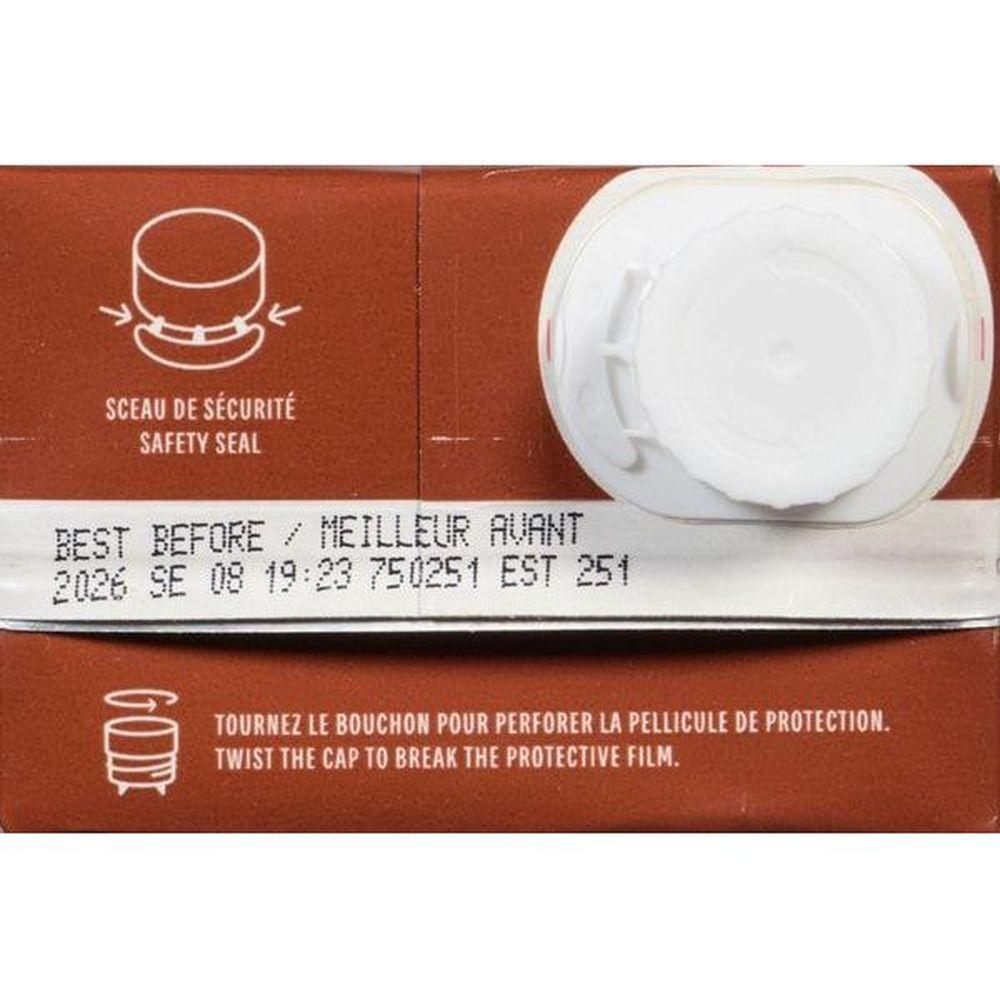 SCEAU DE SÉCURITÉ
SAFETY SEAL
BEST BEFORE / MEILLEUR AVANT
2026 SE 08 19:23 750251 EST 251
TOURNEZ LE BOUCHON POUR PERFORER LA PELLICULE DE PROTECTION.
TWIST THE CAP TO BREAK THE PROTECTIVE FILM.